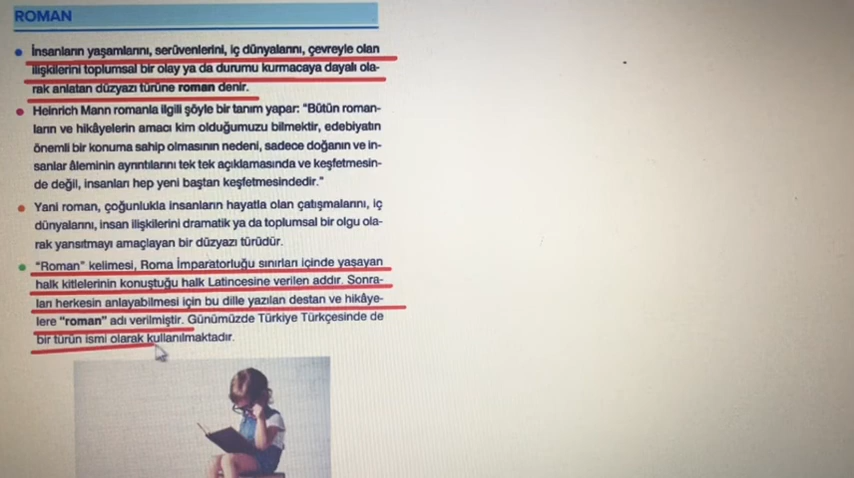 ROMAN
İnsanların yaşamlarını, serüvenlerini, iç dünyalarını, çevreyle olan
ilişkilerini toplumsal bir olay ya da durumu kurmacaya dayalı ola-
rak anlatan düzyazı türüne roman denir.
Heinrich Mann romanla ilgili şöyle bir tanım yapar: "Bütün roman-
ların ve hikâyelerin amacı kim olduğumuzu bilmektir, edebiyatın
önemli bir konuma sahip olmasının nedeni, sadece doğanın ve in-
sanlar âleminin ayrıntılarını tek tek açıklamasında ve keşfetmesin-
de değil, insanları hep yeni baştan keşfetmesindedir."
Yani roman, çoğunlukla insanların hayatla olan çatışmalarını, iç
dünyalarını, insan ilişkilerini dramatik ya da toplumsal bir olgu ola-
rak yansıtmayı amaçlayan bir düzyazı türüdür.
"Roman" kelimesi, Roma İmparatorluğu sınırları içinde yaşayan
halk kitlelerinin konuştuğu halk Latincesine verilen addır. Sonra-
ları herkesin anlayabilmesi için bu dille yazılan destan ve hikâye-
lere "roman" adı verilmiştir. Günümüzde Türkiye Türkçesinde de
bir türün ismi olarak kullanılmaktadır.